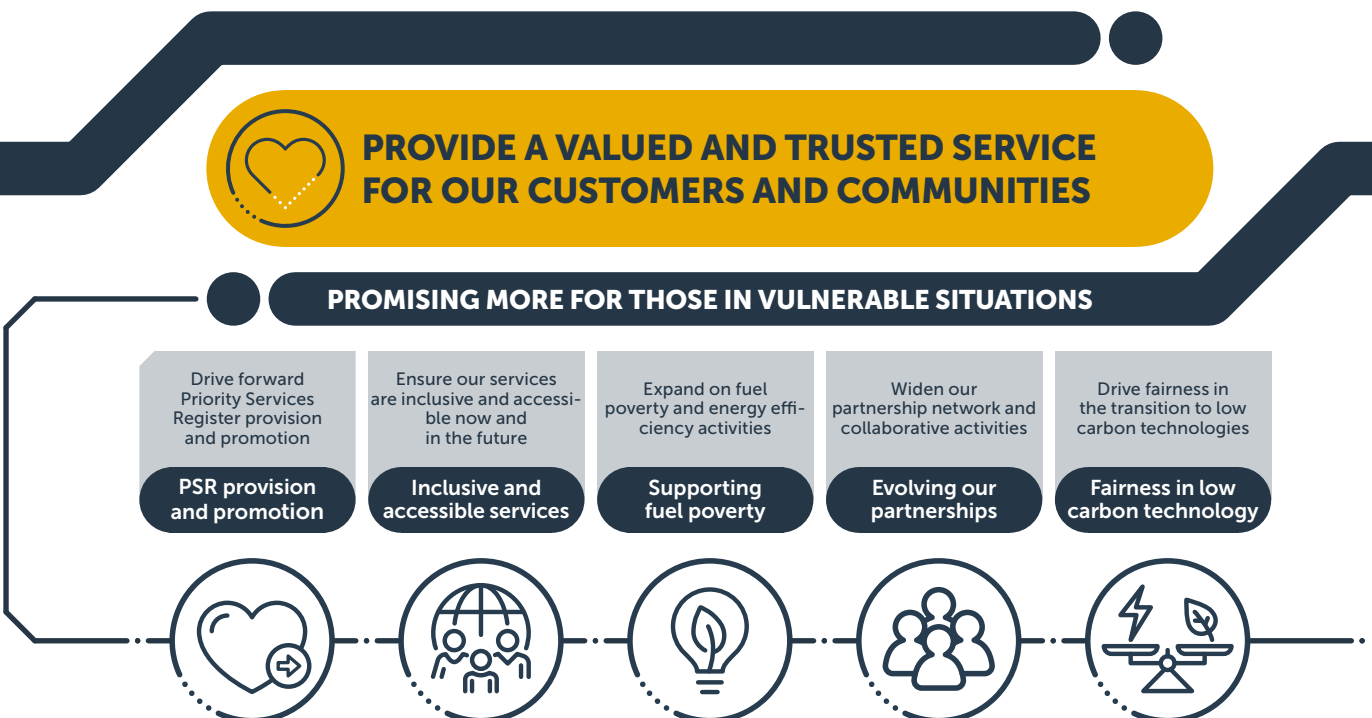 PROVIDE A VALUED AND TRUSTED SERVICE
FOR OUR CUSTOMERS AND COMMUNITIES
PROMISING MORE FOR THOSE IN VULNERABLE SITUATIONS
Drive forward
Priority Services
Register provision
and promotion
PSR provision
and promotion
Ensure our services
are inclusive and accessi-
ble now and
in the future
Inclusive and
accessible services
Expand on fuel
poverty and energy effi-
ciency activities
Supporting
fuel poverty
Widen our
partnership network and
collaborative activities
Evolving our
partnerships
Drive fairness in
the transition to low
carbon technologies
Fairness in low
carbon technology